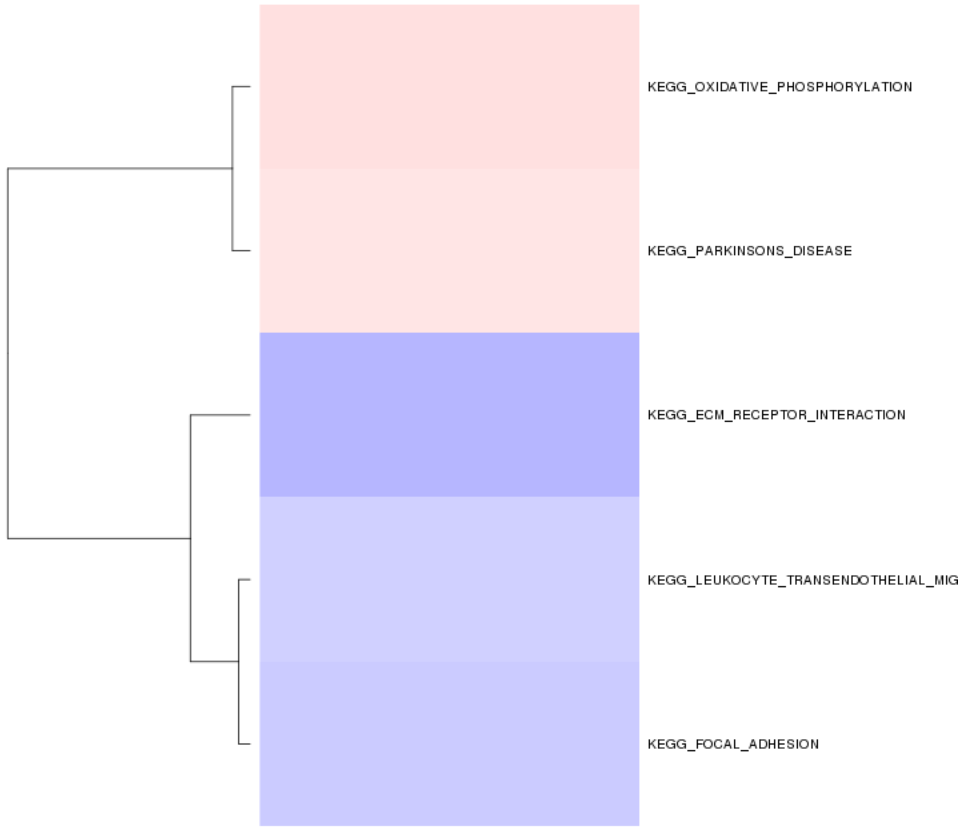 KEGG_OXIDATIVE_PHOSPHORYLATION
KEGG_PARKINSONS_DISEASE
KEGG_ECM_RECEPTOR_INTERACTION
KEGG_LEUKOCYTE_TRANSENDOTHELIAL_MIG
KEGG_FOCAL_ADHESION